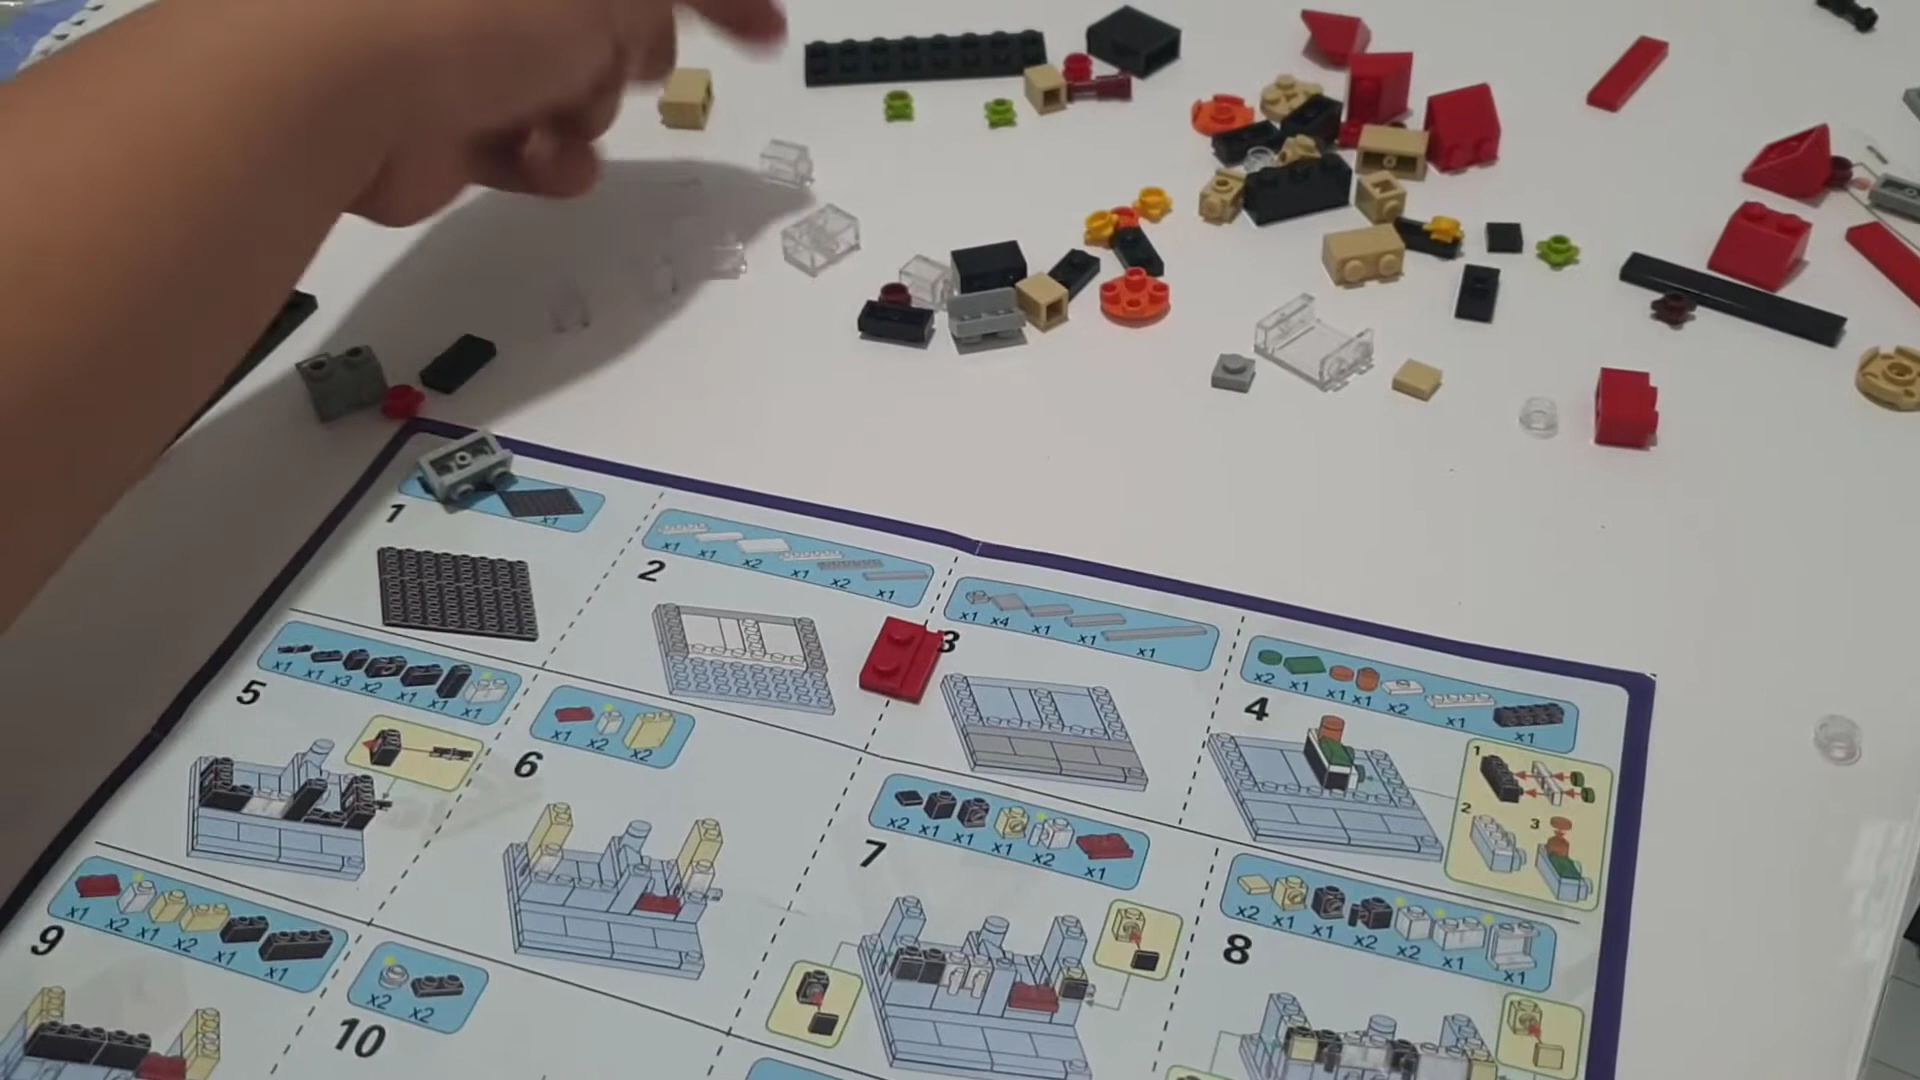 1
x1
2
x1 x1 x2 x1 x2 x1
3
x1 x4 x1 x1 x1
4
x2 x1 x1 x1 x2 x1 x1
1
2
3
5
x1 x1 x3 x2 x1 x1 x1
6
x1 x2 x2
7
x2 x1 x1 x1 x2 x1
8
x2 x1 x1 x2 x2 x1 x1
9
x1 x2 x1 x2 x1 x1
10
x2 x2